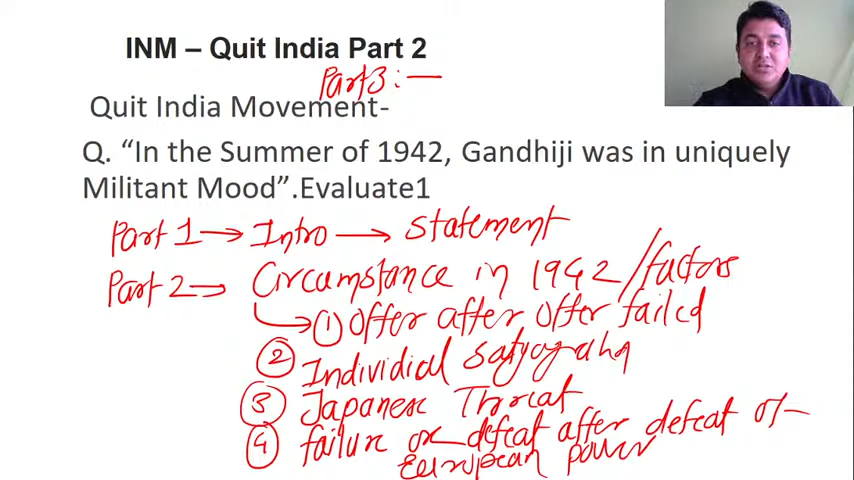 INM – Quit India Part 2
Part 3 :—
Quit India Movement-
Q. “In the Summer of 1942, Gandhiji was in uniquely
Militant Mood”.Evaluate1
Part 1 → Intro → Statement
Part 2 → Circumstance in 1942 / factors
① Offer after Offer failed
② Individial Satyograha
③ Japanese Threat
④ failure or defeat after defeat of —
European power